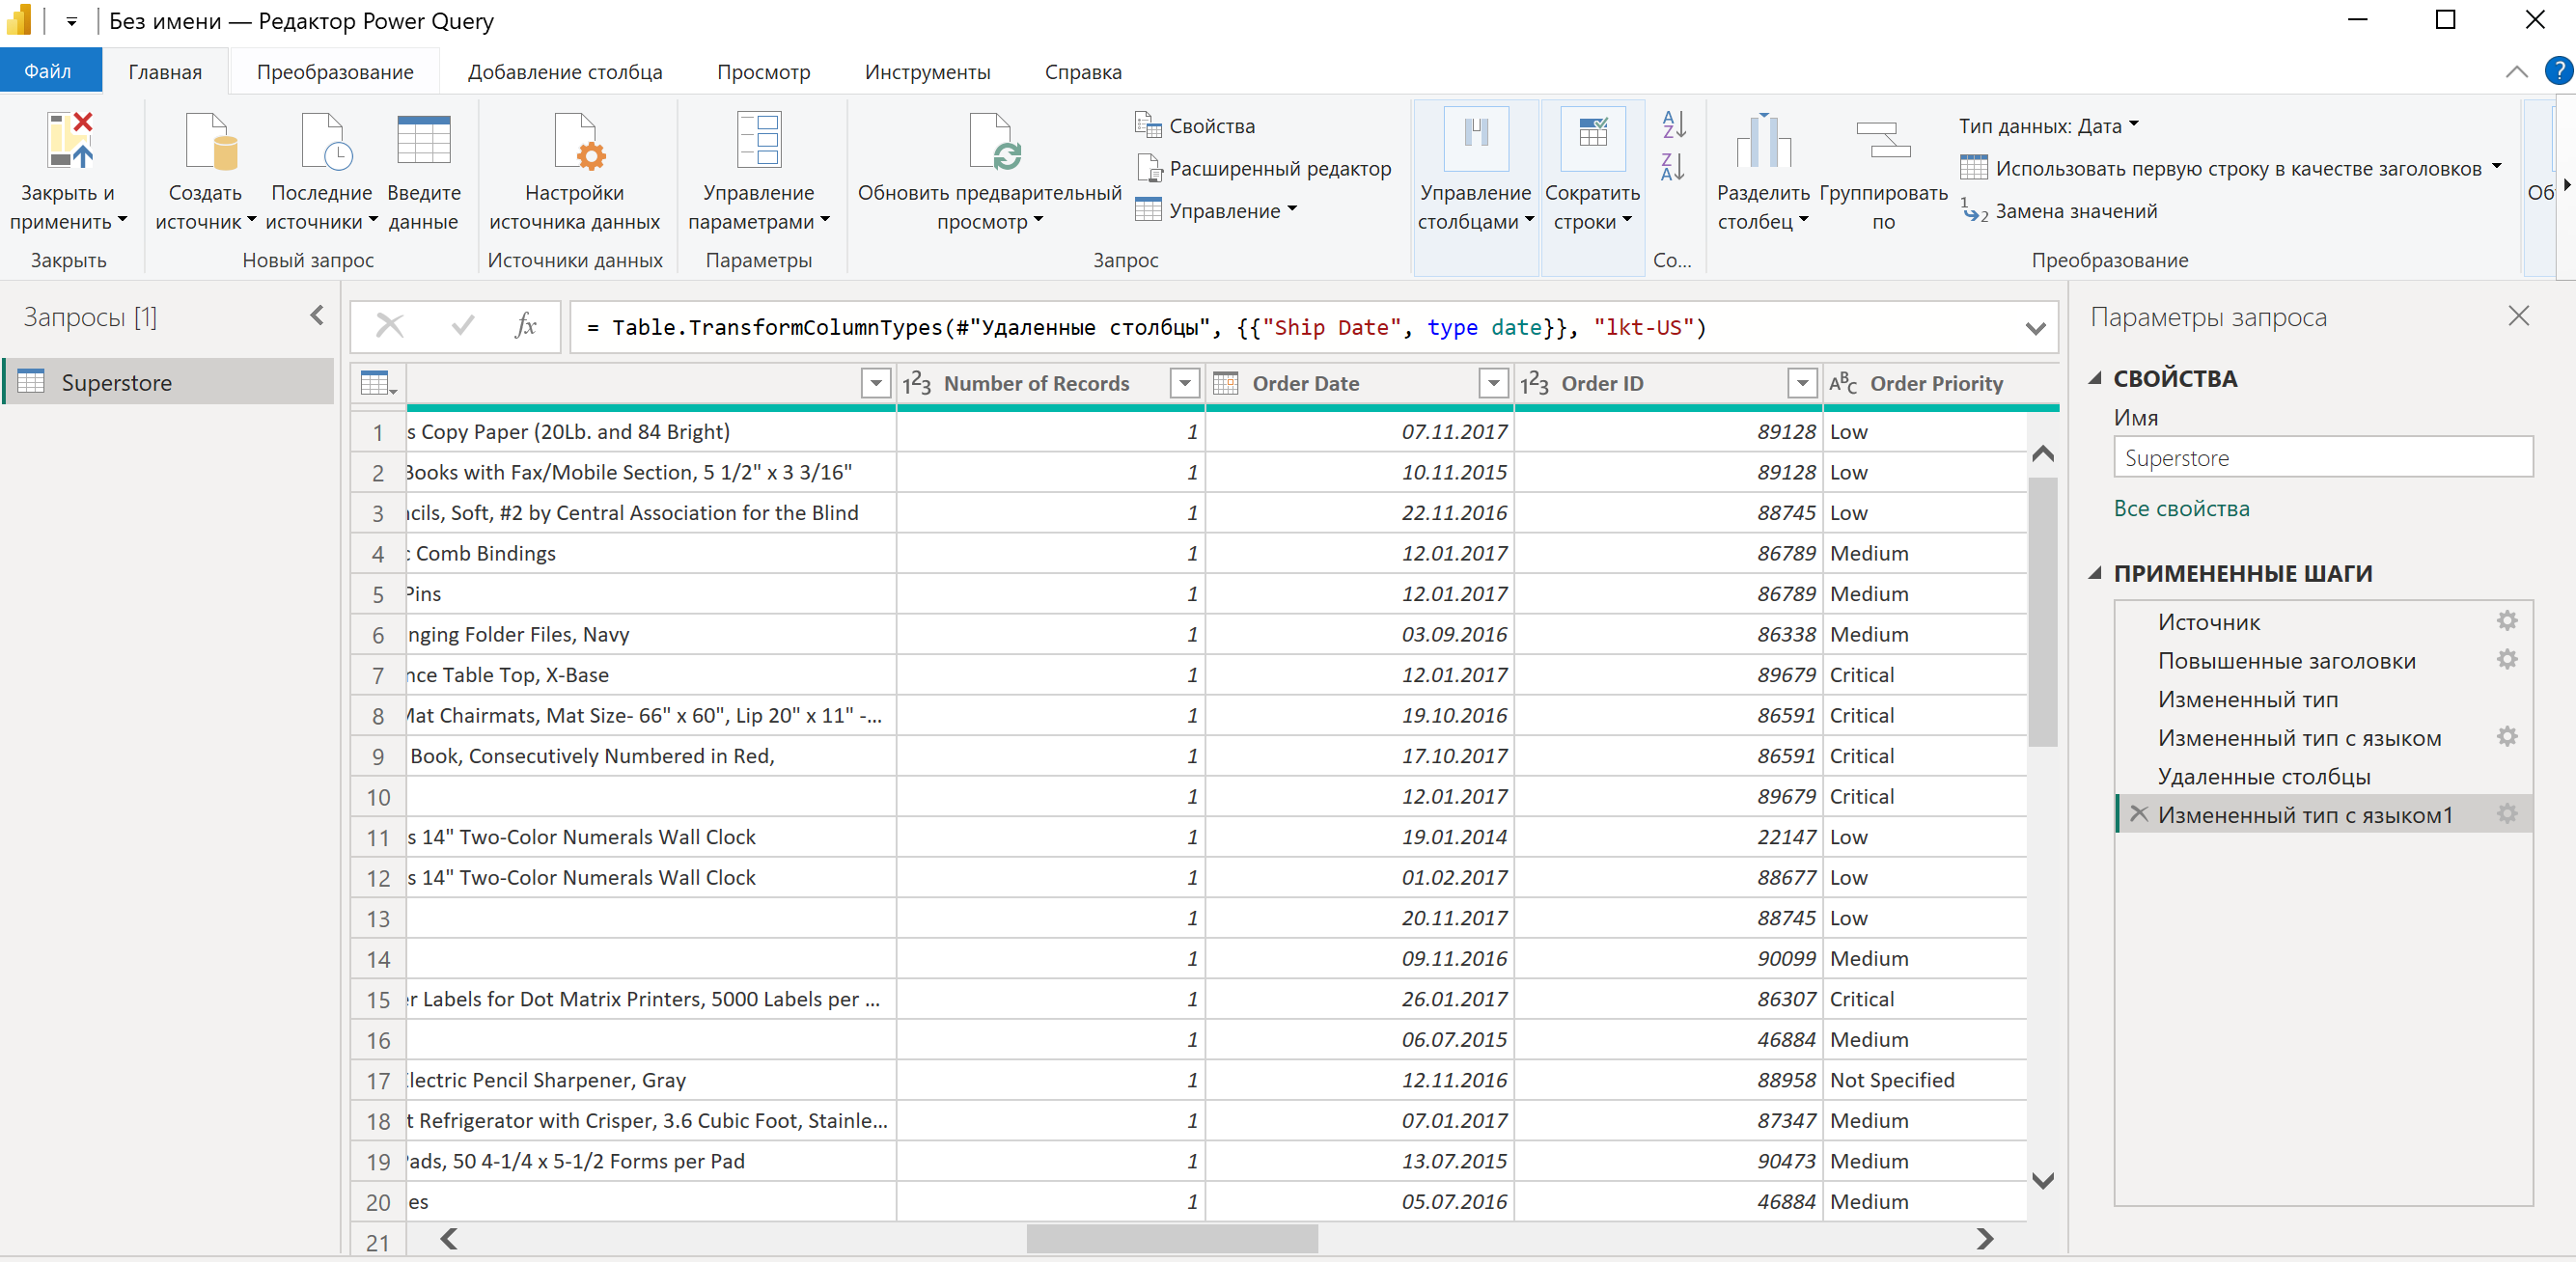 Без имени — Редактор Power Query
Файл Главная Преобразование Добавление столбца Просмотр Инструменты Справка
Закрыть и применить
Закрыть
Создать источник
Последние источники
Введите данные
Новый запрос
Настройки источника данных
Источники данных
Управление параметрами
Параметры
Обновить предварительный просмотр
Свойства
Расширенный редактор
Управление
Запрос
Управление столбцами
Сократить строки
Со...
Разделить столбец
Группировать по
Тип данных: Дата
Использовать первую строку в качестве заголовков
Замена значений
Преобразование
Об
Запросы [1]
Superstore
fx
= Table.TransformColumnTypes(#"Удаленные столбцы", {{"Ship Date", type date}}, "lkt-US")
Number of Records Order Date Order ID Order Priority
1 s Copy Paper (20Lb. and 84 Bright) 1 07.11.2017 89128 Low
2 Books with Fax/Mobile Section, 5 1/2" x 3 3/16" 1 10.11.2015 89128 Low
3 cils, Soft, #2 by Central Association for the Blind 1 22.11.2016 88745 Low
4 c Comb Bindings 1 12.01.2017 86789 Medium
5 Pins 1 12.01.2017 86789 Medium
6 nging Folder Files, Navy 1 03.09.2016 86338 Medium
7 nce Table Top, X-Base 1 12.01.2017 89679 Critical
8 Mat Chairmats, Mat Size- 66" x 60", Lip 20" x 11" -... 1 19.10.2016 86591 Critical
9 Book, Consecutively Numbered in Red, 1 17.10.2017 86591 Critical
10 1 12.01.2017 89679 Critical
11 s 14" Two-Color Numerals Wall Clock 1 19.01.2014 22147 Low
12 s 14" Two-Color Numerals Wall Clock 1 01.02.2017 88677 Low
13 1 20.11.2017 88745 Low
14 1 09.11.2016 90099 Medium
15 er Labels for Dot Matrix Printers, 5000 Labels per ... 1 26.01.2017 86307 Critical
16 1 06.07.2015 46884 Medium
17 Electric Pencil Sharpener, Gray 1 12.11.2016 88958 Not Specified
18 t Refrigerator with Crisper, 3.6 Cubic Foot, Stainle... 1 07.01.2017 87347 Medium
19 Pads, 50 4-1/4 x 5-1/2 Forms per Pad 1 13.07.2015 90473 Medium
20 es 1 05.07.2016 46884 Medium
21
Параметры запроса
СВОЙСТВА
Имя
Superstore
Все свойства
ПРИМЕНЕННЫЕ ШАГИ
Источник
Повышенные заголовки
Измененный тип
Измененный тип с языком
Удаленные столбцы
Измененный тип с языком1